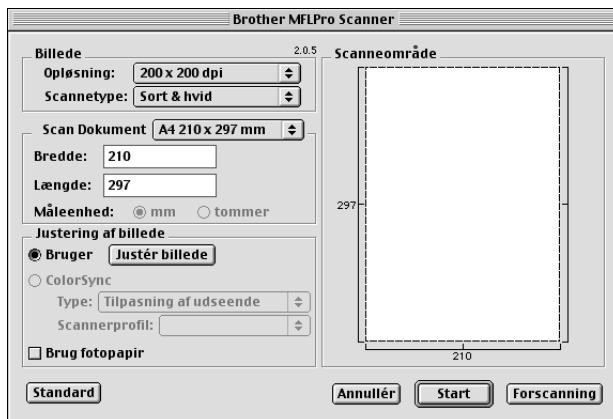 Brother MFLPro Scanner
Billede 2.0.5
Opløsning: 200 x 200 dpi
Scannetype: Sort & hvid
Scan Dokument A4 210 x 297 mm
Bredde: 210
Længde: 297
Måleenhed: mm tommer
Justering af billede
Bruger Justér billede
ColorSync
Type: Tilpasning af udseende
Scannerprofil:
Brug fotopapir
Scanneområde
297
210
Standard Annullér Start Forscanning